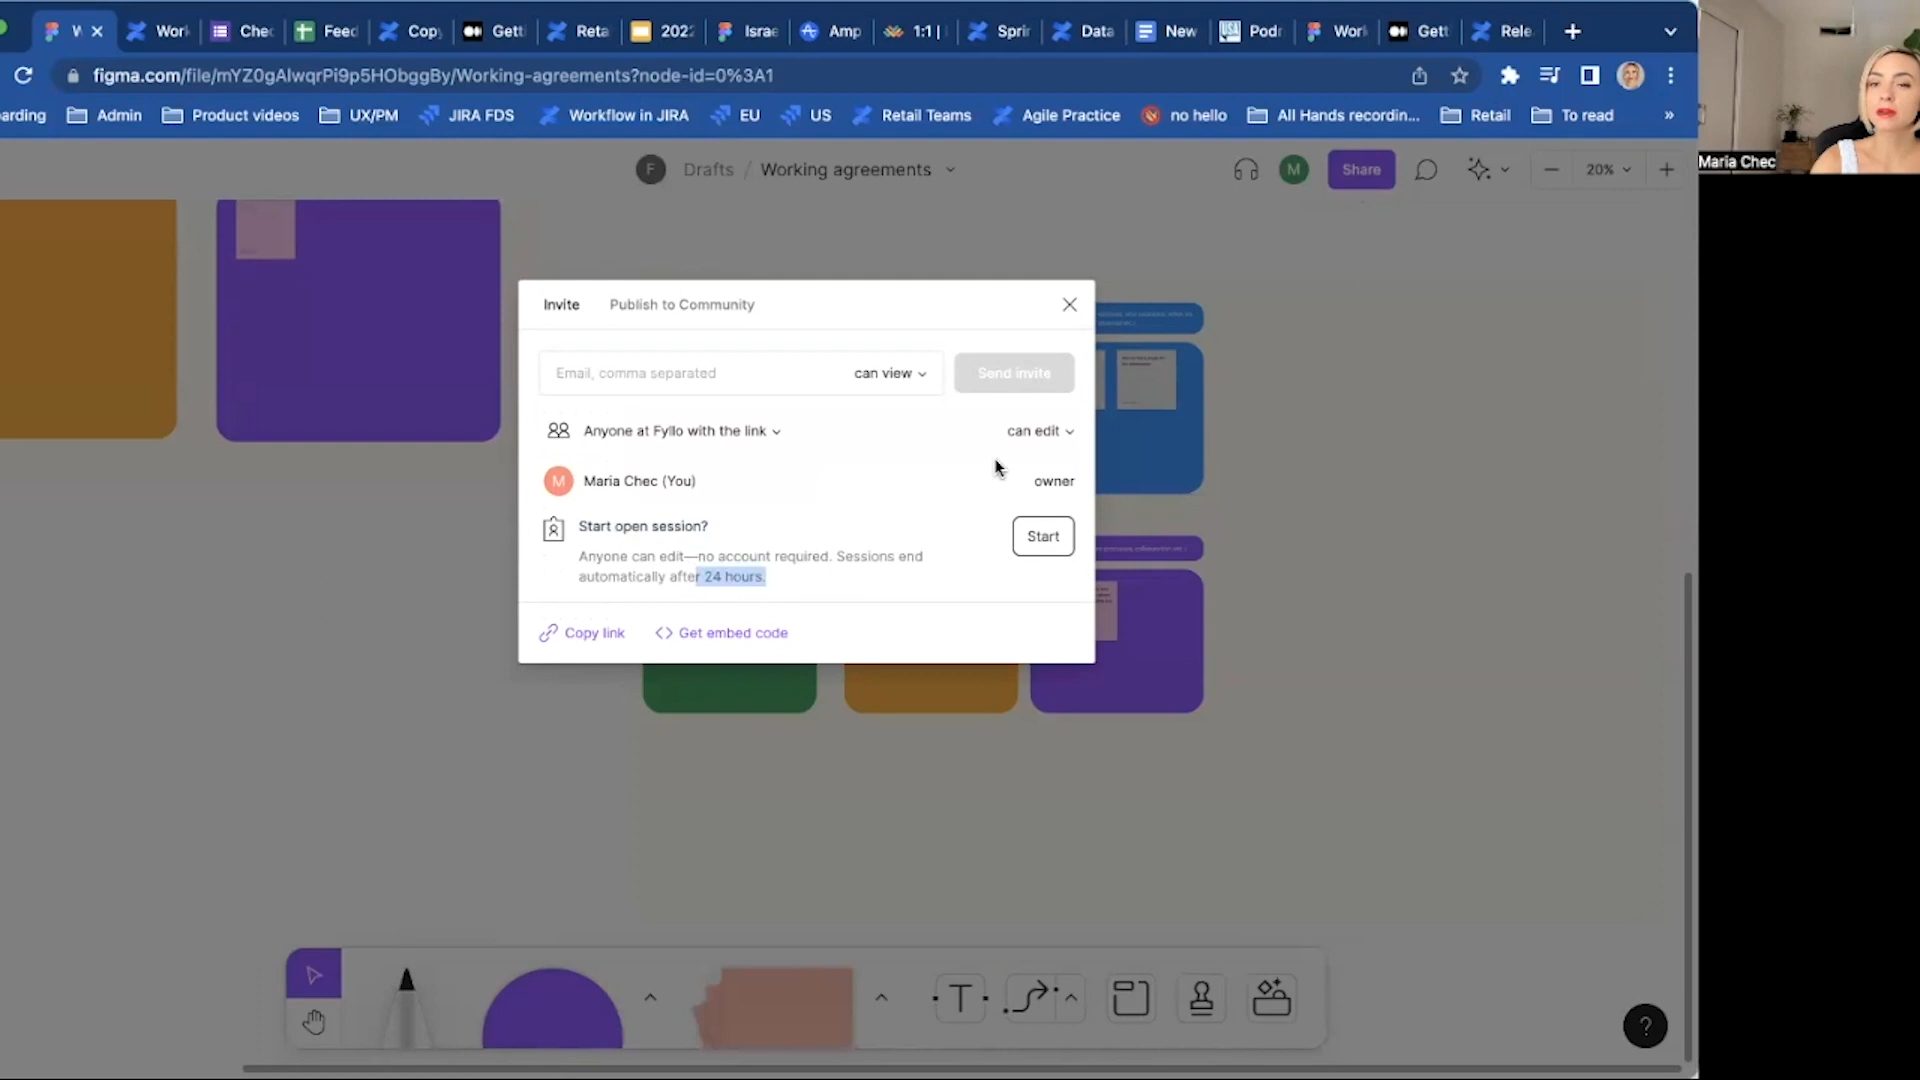 W
Worl
Chec
Feed
Copy
Getti
Reta
2022
Israe
Amp
1:1 |
Sprir
Data
New
USA
Podr
Worl
Gett
Rele
figma.com/file/mYZ0gAlwqrPi9p5HObggBy/Working-agreements?node-id=0%3A1
arding
Admin
Product videos
UX/PM
JIRA FDS
Workflow in JIRA
EU
US
Retail Teams
Agile Practice
no hello
All Hands recordin...
Retail
To read
»
Maria Chec
F
Drafts / Working agreements
M
Share
20%
Invite
Publish to Community
Email, comma separated
can view
Send invite
Anyone at Fyllo with the link
can edit
M
Maria Chec (You)
owner
Start open session?
Start
Anyone can edit—no account required. Sessions end
automatically after 24 hours.
Copy link
Get embed code
T
?